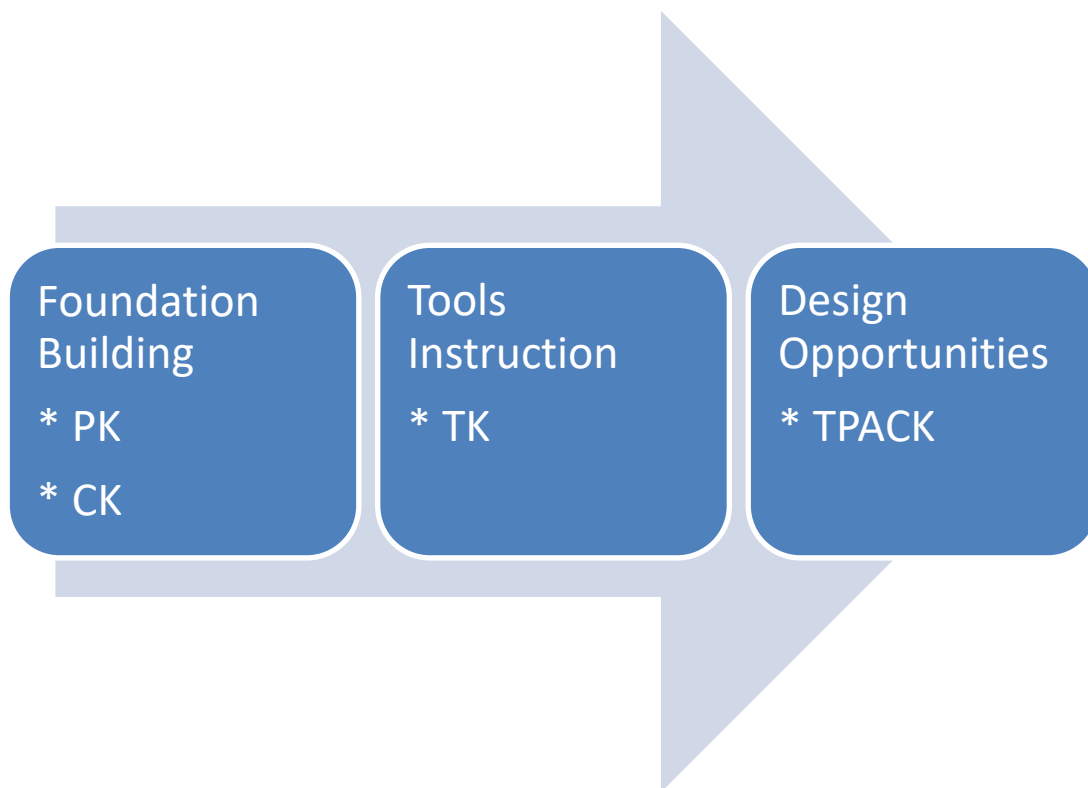 Foundation
Building
* PK
* CK
Tools
Instruction
* TK
Design
Opportunities
* TPACK